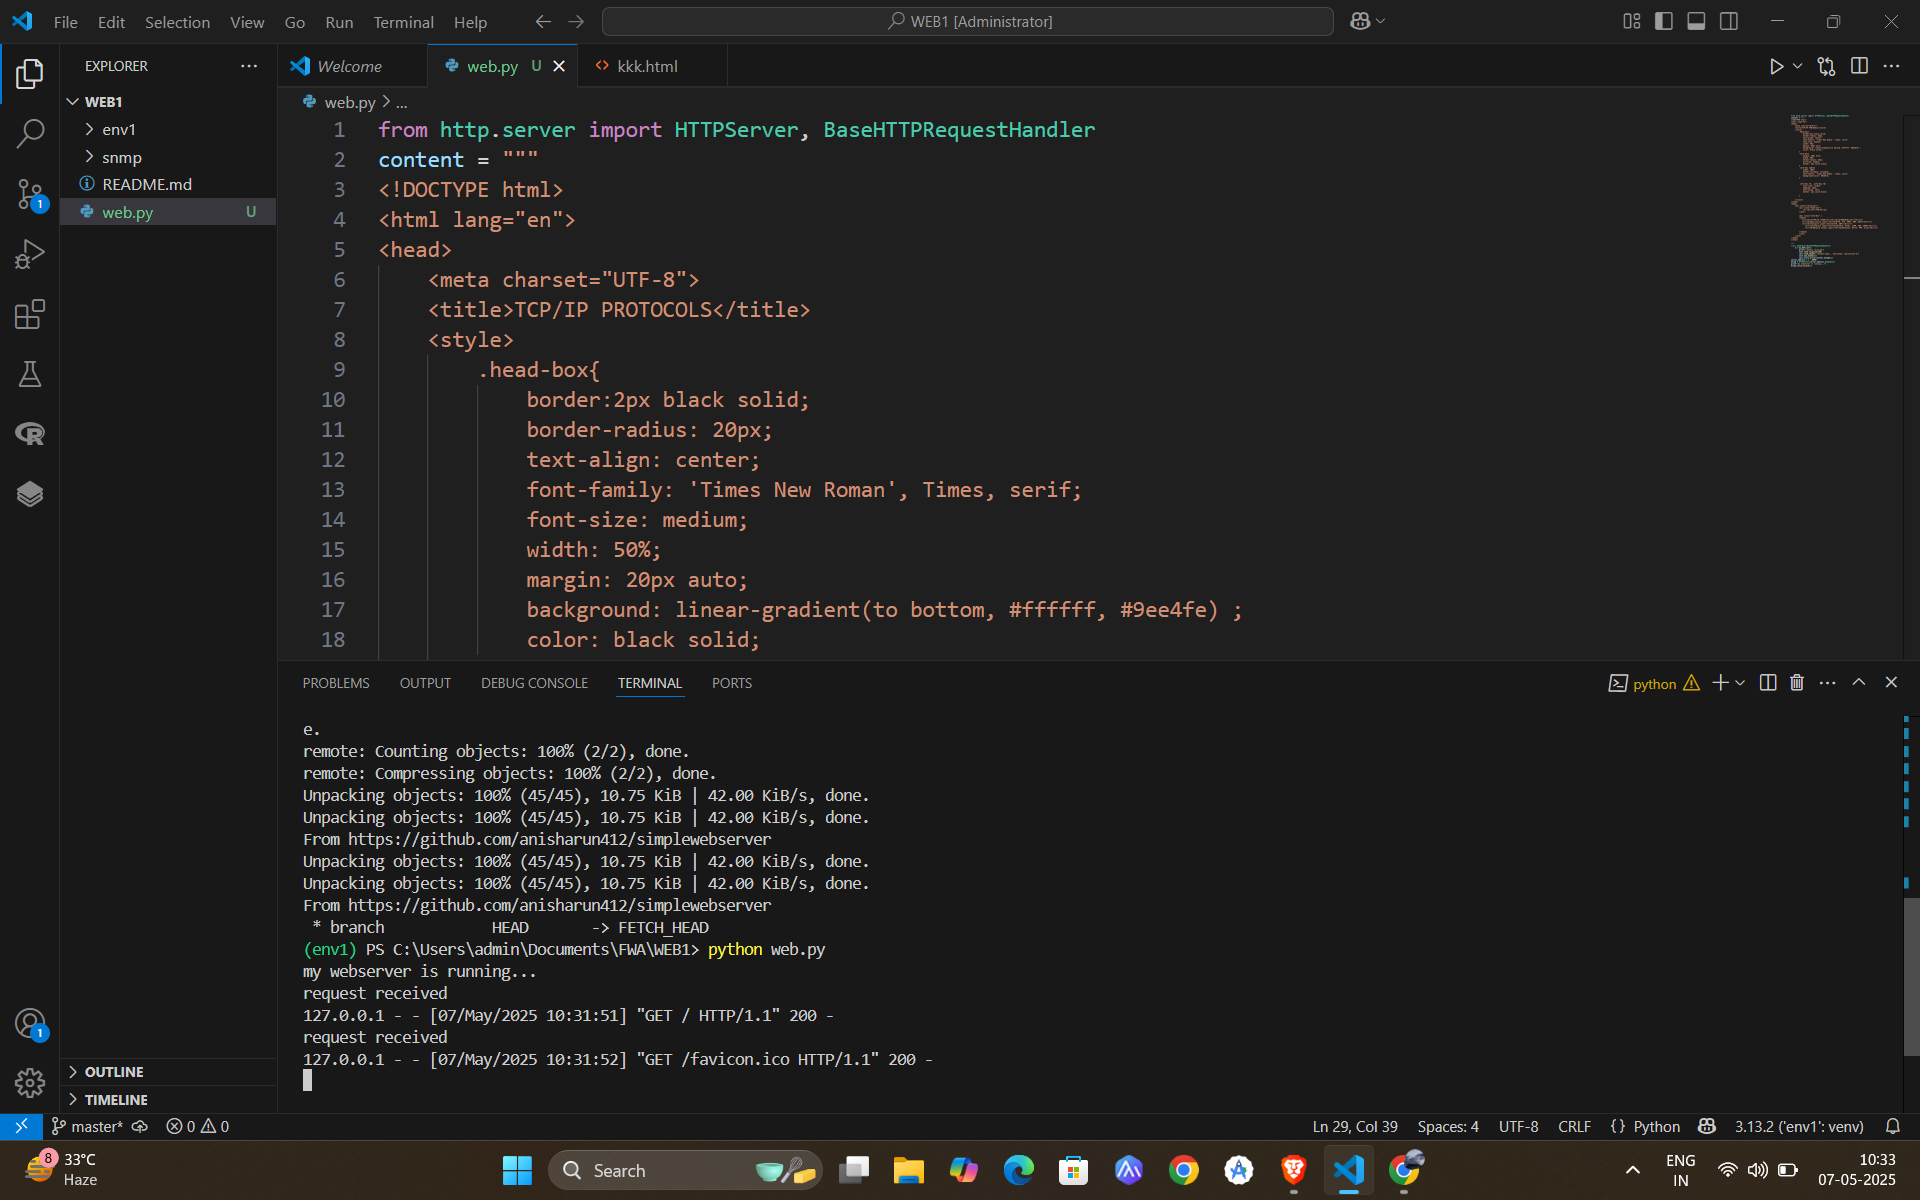 File Edit Selection View Go Run Terminal Help
WEB1 [Administrator]
EXPLORER
Welcome
web.py U
kkk.html
WEB1
env1
snmp
README.md
web.py U
web.py > ...
1 from http.server import HTTPServer, BaseHTTPRequestHandler
2 content = """
3 <!DOCTYPE html>
4 <html lang="en">
5 <head>
6 <meta charset="UTF-8">
7 <title>TCP/IP PROTOCOLS</title>
8 <style>
9 .head-box{
10 border:2px black solid;
11 border-radius: 20px;
12 text-align: center;
13 font-family: 'Times New Roman', Times, serif;
14 font-size: medium;
15 width: 50%;
16 margin: 20px auto;
17 background: linear-gradient(to bottom, #ffffff, #9ee4fe) ;
18 color: black solid;
PROBLEMS OUTPUT DEBUG CONSOLE TERMINAL PORTS
python
e.
remote: Counting objects: 100% (2/2), done.
remote: Compressing objects: 100% (2/2), done.
Unpacking objects: 100% (45/45), 10.75 KiB | 42.00 KiB/s, done.
Unpacking objects: 100% (45/45), 10.75 KiB | 42.00 KiB/s, done.
From https://github.com/anisharun412/simplewebserver
Unpacking objects: 100% (45/45), 10.75 KiB | 42.00 KiB/s, done.
Unpacking objects: 100% (45/45), 10.75 KiB | 42.00 KiB/s, done.
From https://github.com/anisharun412/simplewebserver
* branch HEAD -> FETCH_HEAD
(env1) PS C:\Users\admin\Documents\FWA\WEB1> python web.py
my webserver is running...
request received
127.0.0.1 - - [07/May/2025 10:31:51] "GET / HTTP/1.1" 200 -
request received
127.0.0.1 - - [07/May/2025 10:31:52] "GET /favicon.ico HTTP/1.1" 200 -
1
1
OUTLINE
TIMELINE
master* 0 0
Ln 29, Col 39 Spaces: 4 UTF-8 CRLF {} Python 3.13.2 ('env1': venv)
8
33°C
Haze
Search
ENG
IN
10:33
07-05-2025